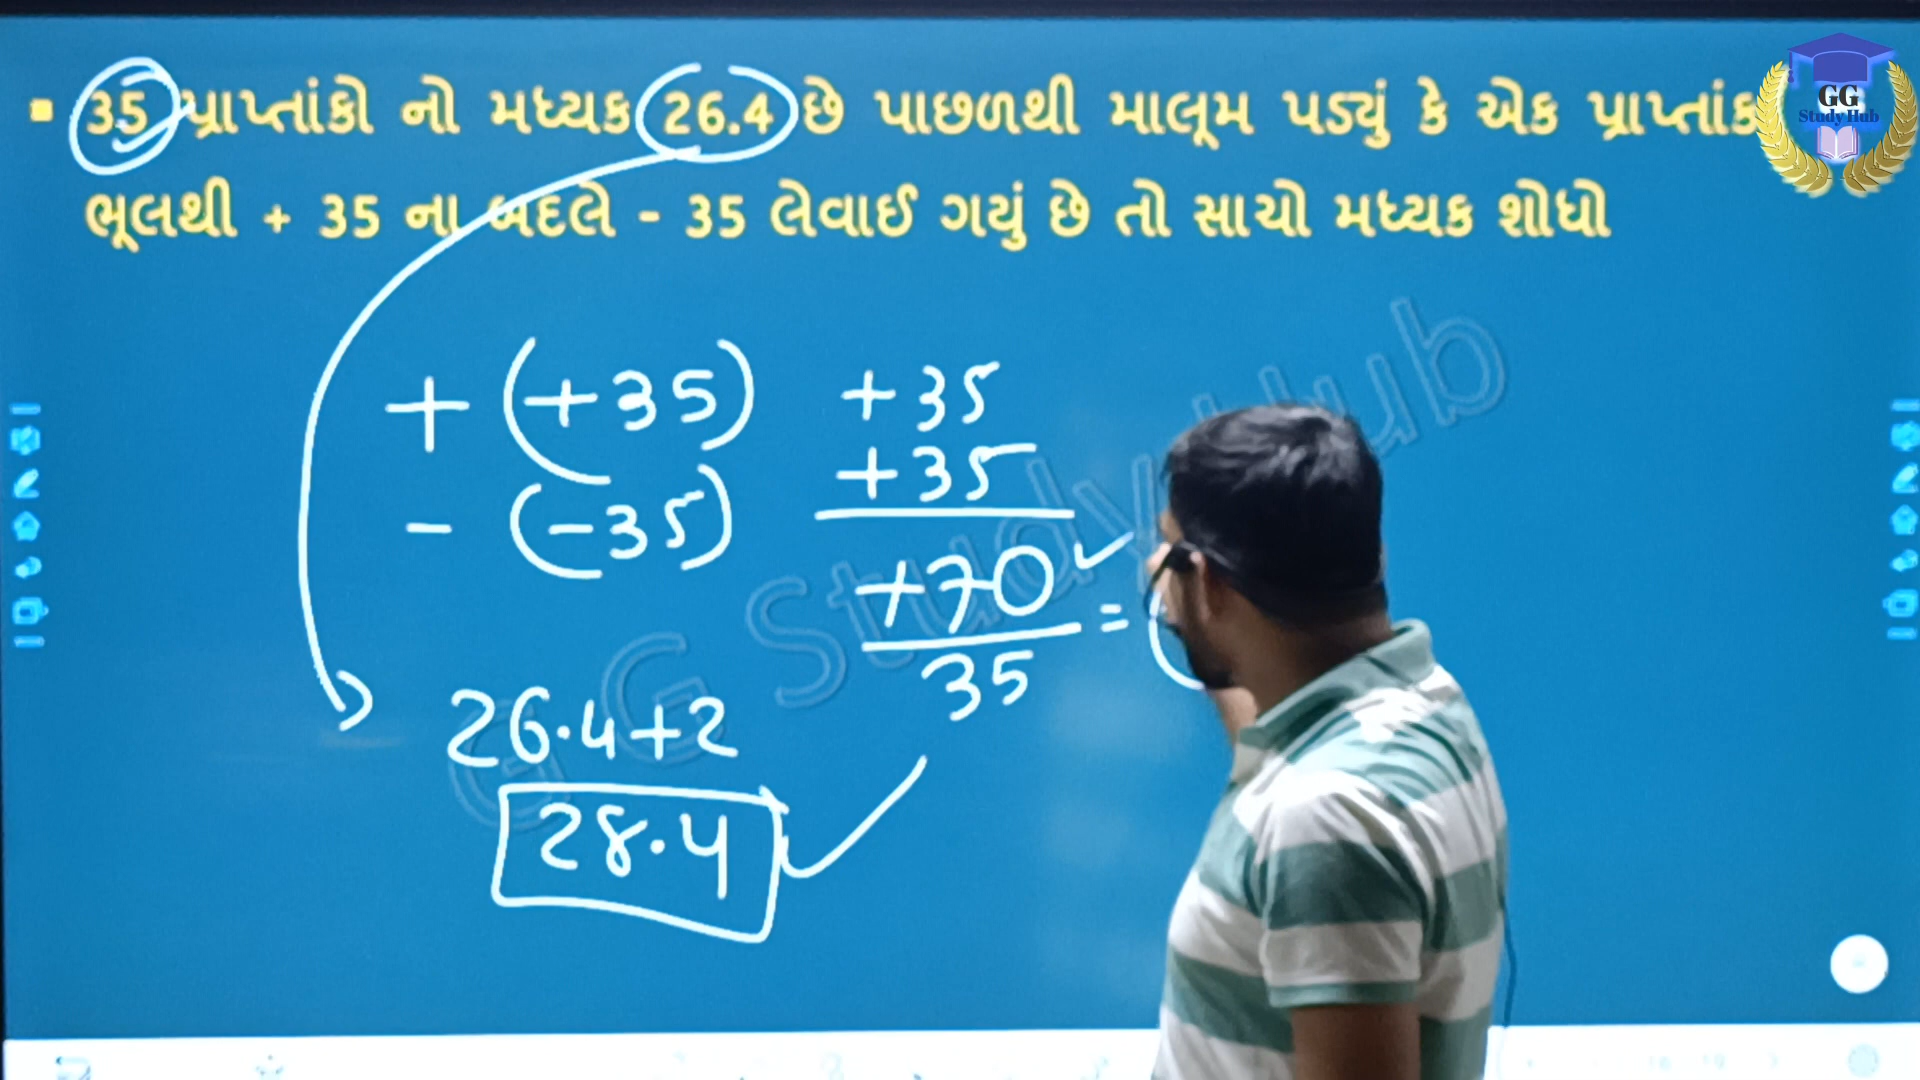 ▪ 35 પ્રાપ્તાંકો નો મધ્યક 26.4 છે પાછળથી માલૂમ પડ્યું કે એક પ્રાપ્તાંક
ભૂલથી + 35 ના બદલે - 35 લેવાઈ ગયું છે તો સાચો મધ્યક શોધો
GG
Study Hub
+ (+35)
- (-35)
+35
+35
+70
35
=
26.4+2
28.4
G G Study Hub